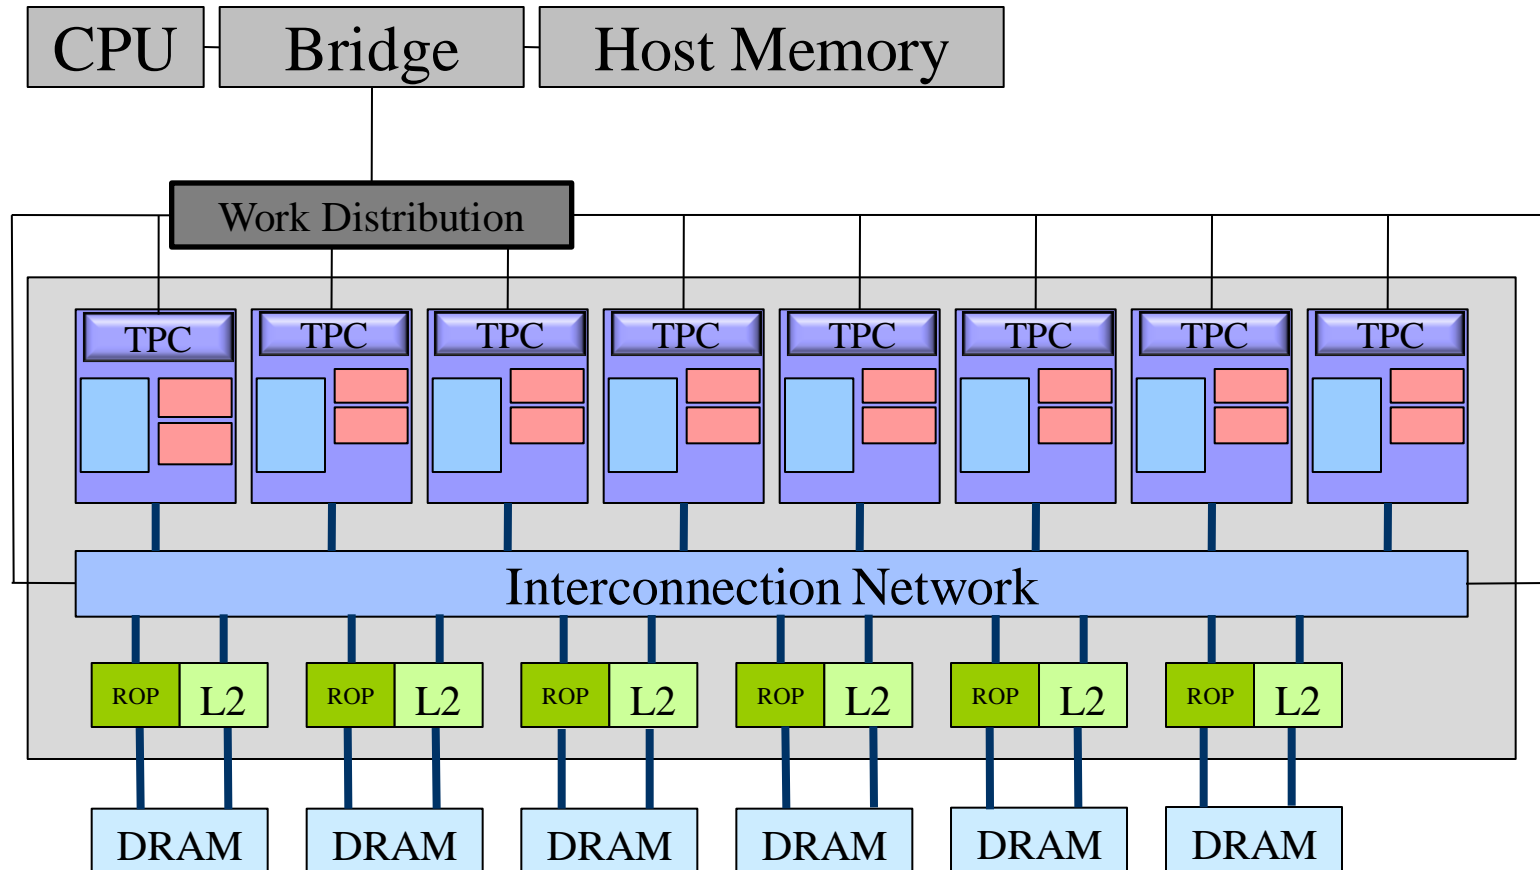 CPU
Bridge
Host Memory
Work Distribution
TPC
TPC
TPC
TPC
TPC
TPC
TPC
TPC
Interconnection Network
ROP
L2
ROP
L2
ROP
L2
ROP
L2
ROP
L2
ROP
L2
DRAM
DRAM
DRAM
DRAM
DRAM
DRAM